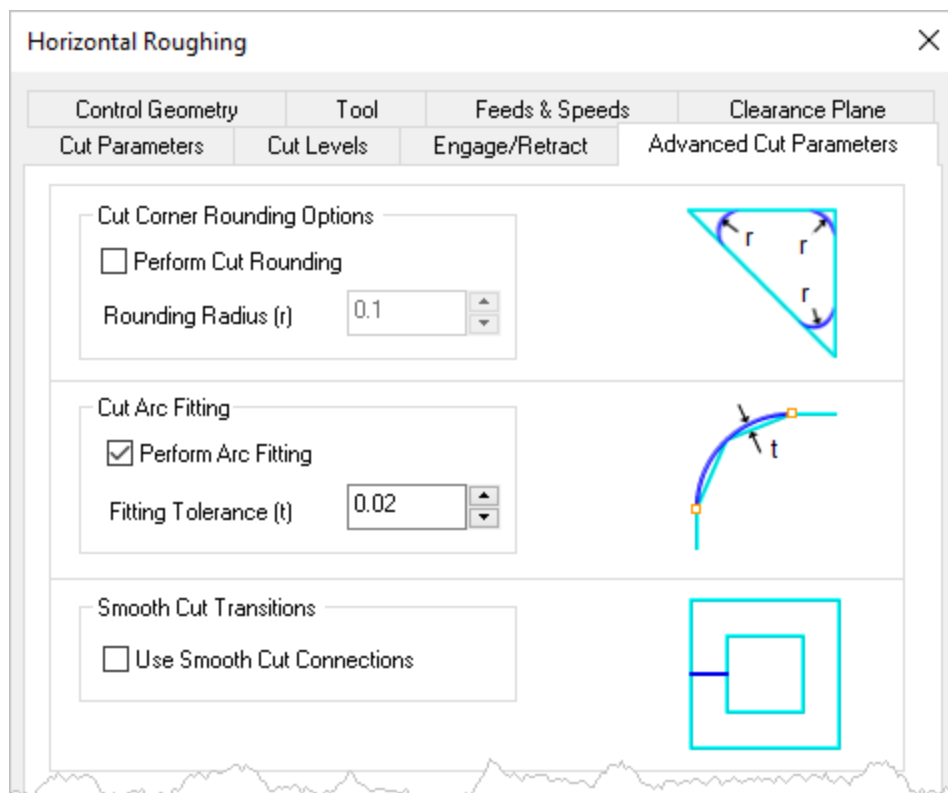 Horizontal Roughing
Control Geometry Tool Feeds & Speeds Clearance Plane
Cut Parameters Cut Levels Engage/Retract Advanced Cut Parameters
Cut Corner Rounding Options
Perform Cut Rounding
Rounding Radius (r) 0.1
r r
r
Cut Arc Fitting
Perform Arc Fitting
Fitting Tolerance (t) 0.02
t
Smooth Cut Transitions
Use Smooth Cut Connections